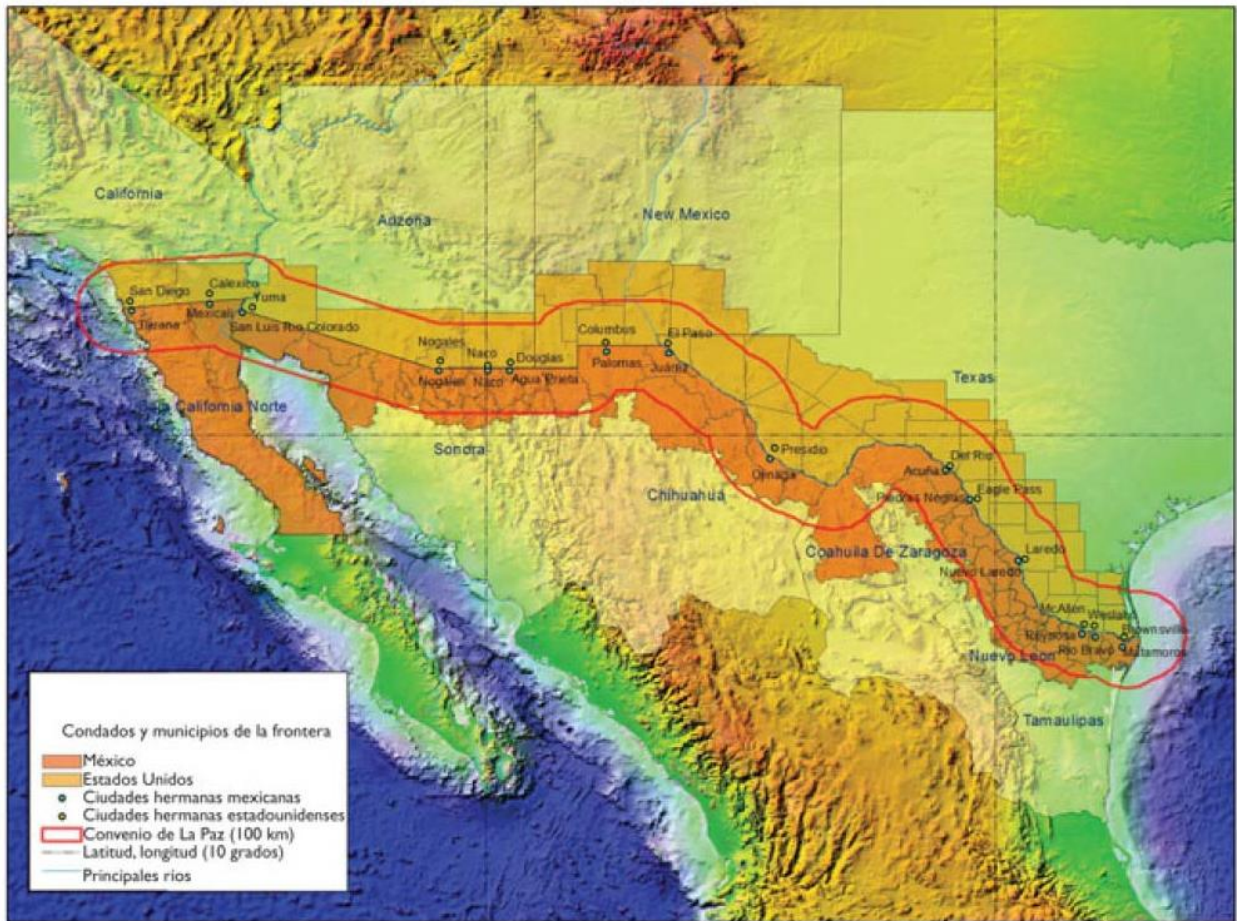 California
Arizona
New Mexico
San Diego
Calexico
Yuma
Tijuana
Mexicali
San Luis Rio Colorado
Nogales
Naco
Douglas
Columbus
El Paso
Nogales
Naco
Agua Prieta
Palomas
Juárez
Texas
Baja California Norte
Sonora
Presidio
Ojinaga
Chihuahua
Acuña
Del Rio
Piedras Negras
Eagle Pass
Coahuila De Zaragoza
Laredo
Nuevo Laredo
McAllen
Weslaco
Brownsville
Reynosa
Rio Bravo
Matamoros
Nuevo León
Tamaulipas
Condados y municipios de la frontera
México
Estados Unidos
Ciudades hermanas mexicanas
Ciudades hermanas estadounidenses
Convenio de La Paz (100 km)
Latitud, longitud (10 grados)
Principales ríos